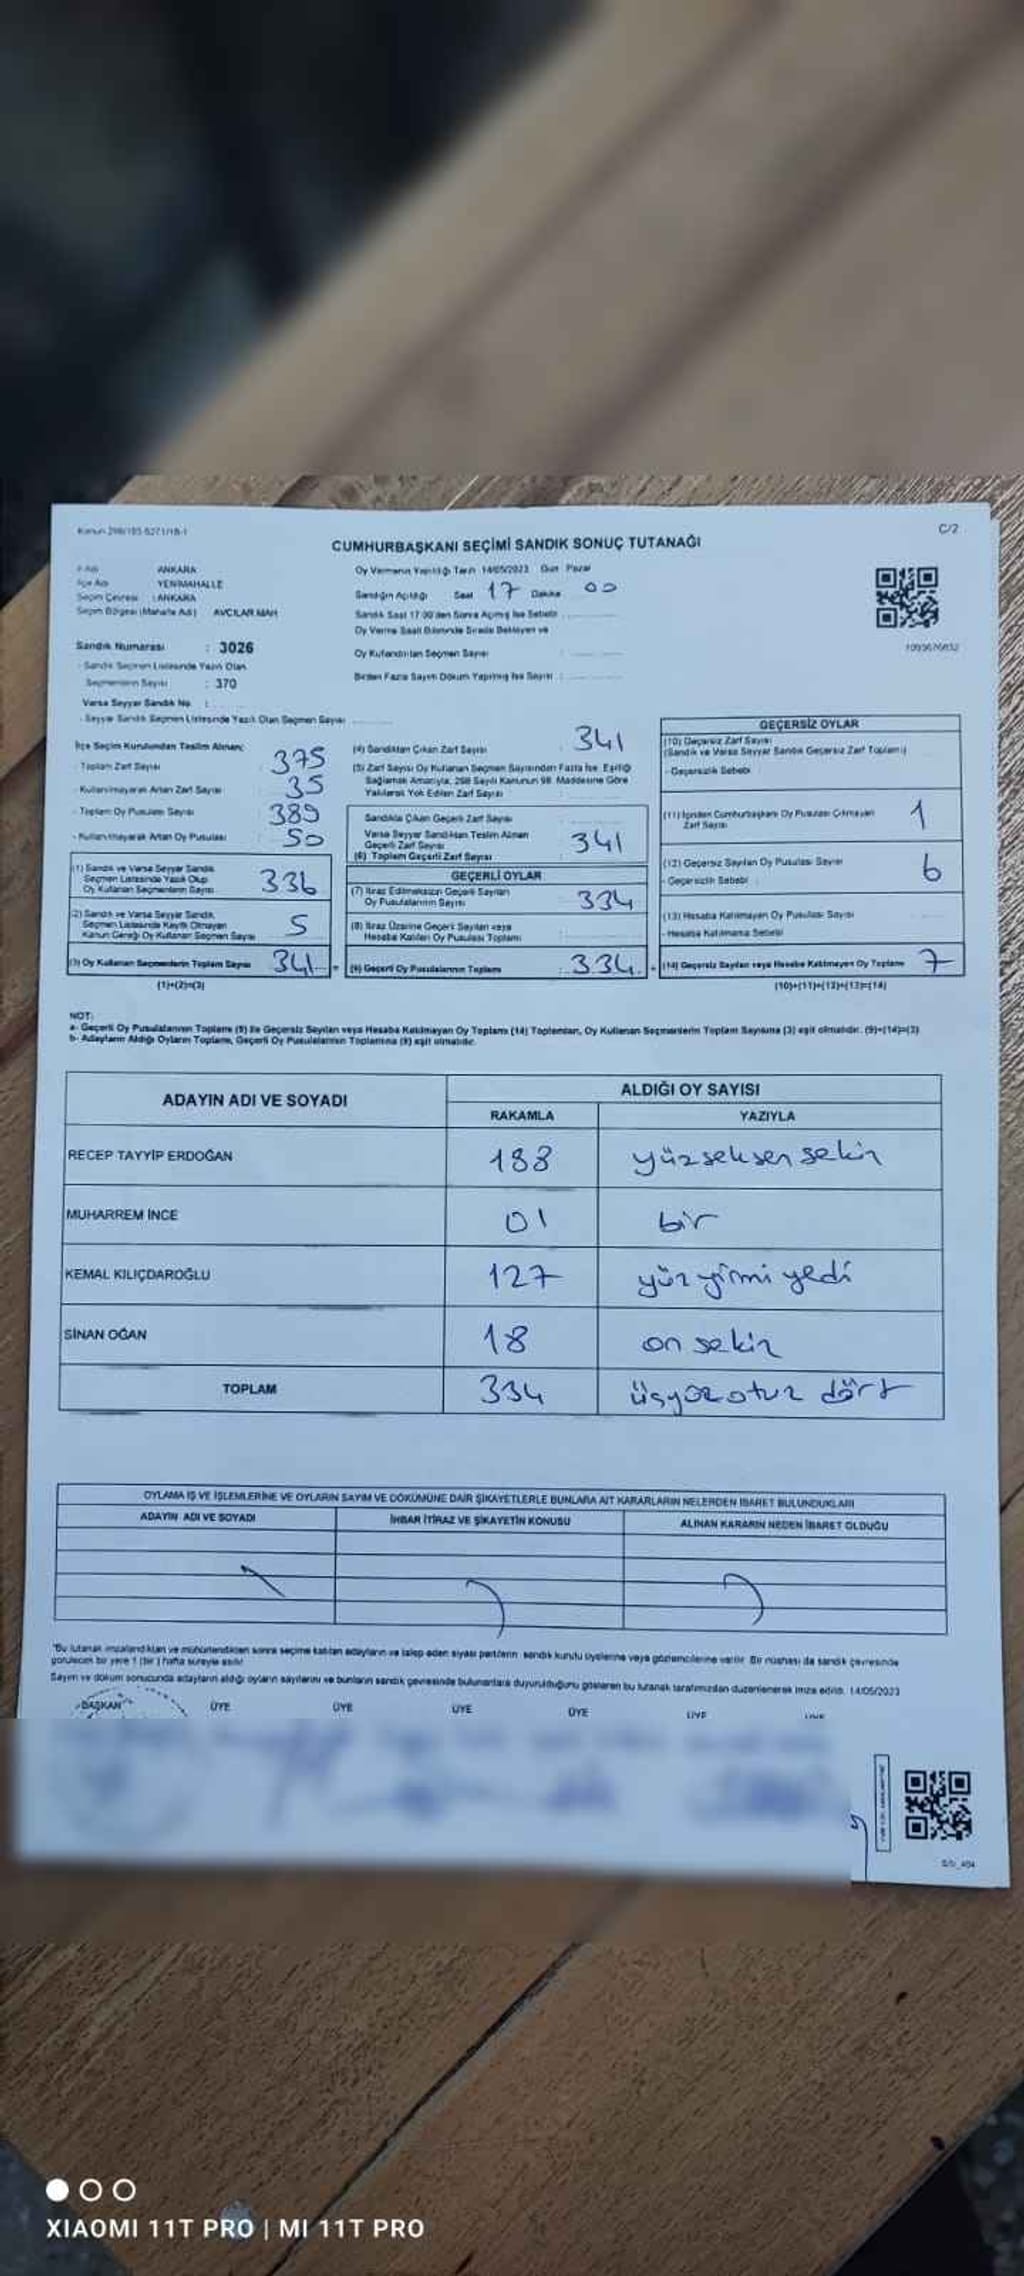 C/2
CUMHURBAŞKANI SEÇİMİ SANDIK SONUÇ TUTANAĞI
ANKARA
YENİMAHALLE
Seçim Çevresi : ANKARA
Seçim Bölgesi (Mahalle Adı) AVCILAR MAH
Oy Vermenin Yapıldığı Tarih 14/05/2023 Gün Pazar
Sandığın Açıldığı Saat 17 Dakika 00
Sandık Saat 17:00'den Sonra Açılmış İse Sebebi
Oy Verme Saati Bitiminde Sırada Bekleyen ve
Oy Kullandırılan Seçmen Sayısı :
Birden Fazla Sayım Döküm Yapılmış İse Sayısı :
Sandık Numarası : 3026
- Sandık Seçmen Listesinde Yazılı Olan
Seçmenlerin Sayısı : 370
Varsa Seyyar Sandık No :
- Seyyar Sandık Seçmen Listesinde Yazılı Olan Seçmen Sayısı
İlçe Seçim Kurulundan Teslim Alınan;
- Toplam Zarf Sayısı 375
- Kullanılmayarak Artan Zarf Sayısı 35
- Toplam Oy Pusulası Sayısı 389
- Kullanılmayarak Artan Oy Pusulası 50
(1) Sandık ve Varsa Seyyar Sandık
Seçmen Listesinde Yazılı Olup
Oy Kullanan Seçmenlerin Sayısı 336
(2) Sandık ve Varsa Seyyar Sandık
Seçmen Listesinde Kayıtlı Olmayan
Kanun Gereği Oy Kullanan Seçmen Sayısı 5
(3) Oy Kullanan Seçmenlerin Toplam Sayısı 341
(1)+(2)=(3)
(4) Sandıktan Çıkan Zarf Sayısı 341
(5) Zarf Sayısı Oy Kullanan Seçmen Sayısından Fazla İse, Eşitliği
Sağlamak Amacıyla, 298 Sayılı Kanunun 98. Maddesine Göre
Yakılarak Yok Edilen Zarf Sayısı
Sandıkta Çıkan Geçerli Zarf Sayısı
Varsa Seyyar Sandıktan Teslim Alınan
Geçerli Zarf Sayısı
(6) Toplam Geçerli Zarf Sayısı 341
GEÇERLİ OYLAR
(7) İtiraz Edilmeksizin Geçerli Sayılan
Oy Pusulalarının Sayısı 334
(8) İtiraz Üzerine Geçerli Sayılan veya
Hesaba Katılan Oy Pusulası Toplamı
(9) Geçerli Oy Pusulalarının Toplamı : 334
GEÇERSİZ OYLAR
(10) Geçersiz Zarf Sayısı
(Sandık ve Varsa Seyyar Sandık Geçersiz Zarf Toplamı)
- Geçersizlik Sebebi
(11) İçinden Cumhurbaşkanı Oy Pusulası Çıkmayan
Zarf Sayısı 1
(12) Geçersiz Sayılan Oy Pusulası Sayısı 6
- Geçersizlik Sebebi
(13) Hesaba Katılmayan Oy Pusulası Sayısı
- Hesaba Katılmama Sebebi
(14) Geçersiz Sayılan veya Hesaba Katılmayan Oy Toplamı 7
(10)+(11)+(12)+(13)=(14)
NOT:
a- Geçerli Oy Pusulalarının Toplamı (9) ile Geçersiz Sayılan veya Hesaba Katılmayan Oy Toplamı (14) Toplamları, Oy Kullanan Seçmenlerin Toplam Sayısına (3) eşit olmalıdır. (9)+(14)=(3)
b- Adayların Aldığı Oyların Toplamı, Geçerli Oy Pusulalarının Toplamına (9) eşit olmalıdır.
ADAYIN ADI VE SOYADI
ALDIĞI OY SAYISI
RAKAMLA YAZIYLA
RECEP TAYYİP ERDOĞAN 188 yüzseksen sekiz
MUHARREM İNCE 01 bir
KEMAL KILIÇDAROĞLU 127 yüz yirmi yedi
SİNAN OĞAN 18 on sekiz
TOPLAM 334 üçyüz otuz dört
OYLAMA İŞ VE İŞLEMLERİNE VE OYLARIN SAYIM VE DÖKÜMÜNE DAİR ŞİKAYETLERLE BUNLARA AİT KARARLARIN NELERDEN İBARET BULUNDUKLARI
ADAYIN ADI VE SOYADI İHBAR İTİRAZ VE ŞİKAYETİN KONUSU ALINAN KARARIN NEDEN İBARET OLDUĞU
"Bu tutanak imzalandıktan ve mühürlendikten sonra seçime katılan adayların ve talep eden siyasi partilerin sandık kurulu üyelerine veya gözlemcilerine verilir. Bir nüshası da sandık çevresinde
görülecek bir yere 1 (bir) hafta süreyle asılır.
Sayım ve döküm sonucunda adayların aldığı oyların sayılarını ve bunların sandık çevresinde bulunanlara duyurulduğunu gösteren bu tutanak tarafımızdan düzenlenerek imza edildi. 14/05/2023
BAŞKAN ÜYE ÜYE ÜYE ÜYE ÜYE ÜYE
XIAOMI 11T PRO | MI 11T PRO